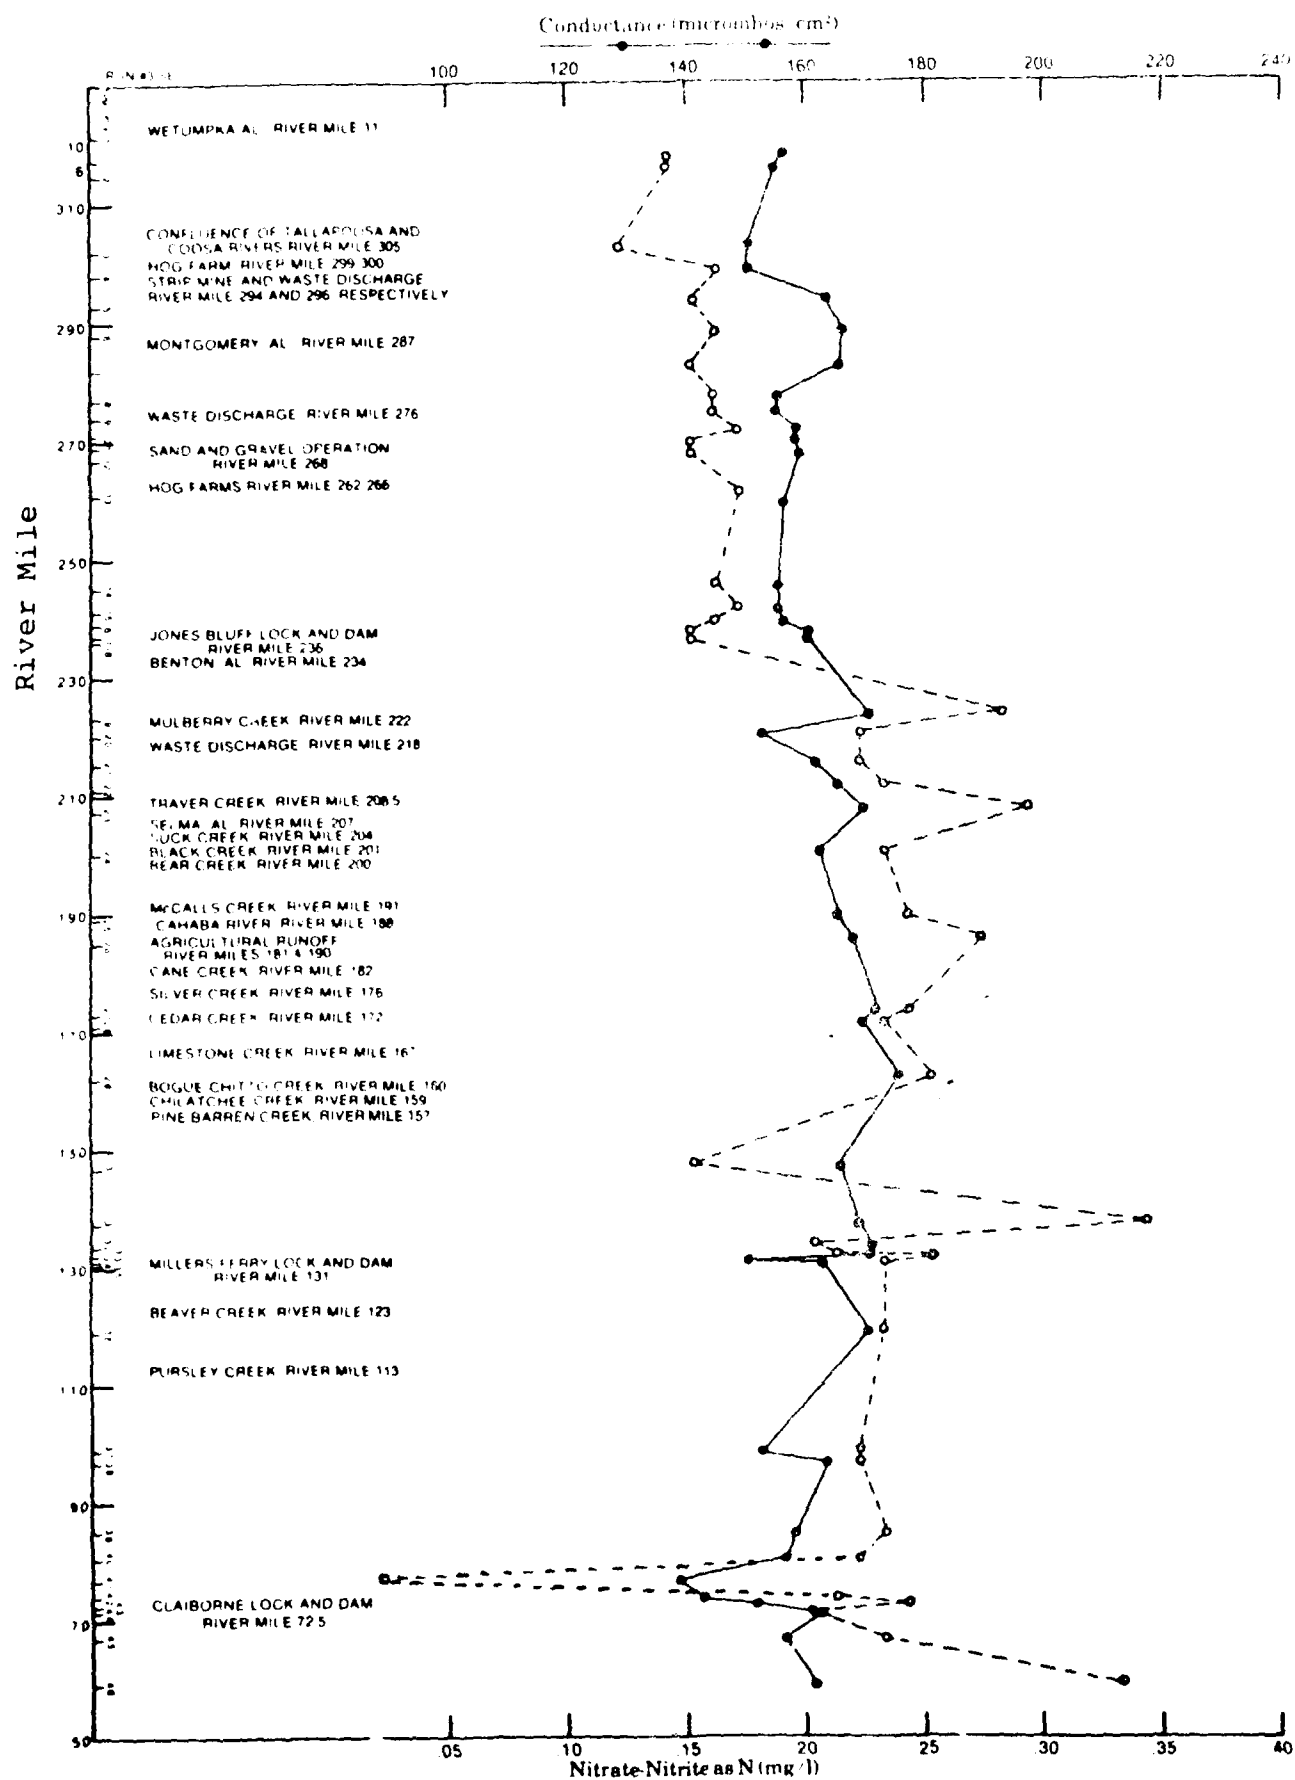 Conductance (micromhos cm²)
100 120 140 160 180 200 220 240
WETUMPKA AL RIVER MILE 11
10
6
310
CONFLUENCE OF TALLAPOOSA AND
COOSA RIVERS RIVER MILE 305
HOG FARM RIVER MILE 299 300
STRIP MINE AND WASTE DISCHARGE
RIVER MILE 294 AND 296 RESPECTIVELY
290
MONTGOMERY AL RIVER MILE 287
WASTE DISCHARGE RIVER MILE 276
270
SAND AND GRAVEL OPERATION
RIVER MILE 268
HOG FARMS RIVER MILE 262 266
250
River Mile
JONES BLUFF LOCK AND DAM
RIVER MILE 236
BENTON AL RIVER MILE 234
230
MULBERRY CREEK RIVER MILE 222
WASTE DISCHARGE RIVER MILE 218
210
THAVER CREEK RIVER MILE 208.5
SELMA AL RIVER MILE 207
CREEK RIVER MILE 204
BLACK CREEK RIVER MILE 201
BEAR CREEK RIVER MILE 200
McCALLS CREEK RIVER MILE 191
190
CAHABA RIVER RIVER MILE 188
AGRICULTURAL RUNOFF
RIVER MILES 181 & 190
CANE CREEK RIVER MILE 182
SILVER CREEK RIVER MILE 176
CEDAR CREEK RIVER MILE 172
170
LIMESTONE CREEK RIVER MILE
BOGUE CHITTO CREEK RIVER MILE 160
CHILATCHEE CREEK RIVER MILE 159
PINE BARREN CREEK RIVER MILE 157
150
MILLERS FERRY LOCK AND DAM
RIVER MILE 131
130
BEAVER CREEK RIVER MILE 123
PURSLEY CREEK RIVER MILE 113
110
90
CLAIBORNE LOCK AND DAM
RIVER MILE 72.5
70
50
.05 .10 .15 .20 .25 .30 .35 .40
Nitrate-Nitrite as N (mg/l)